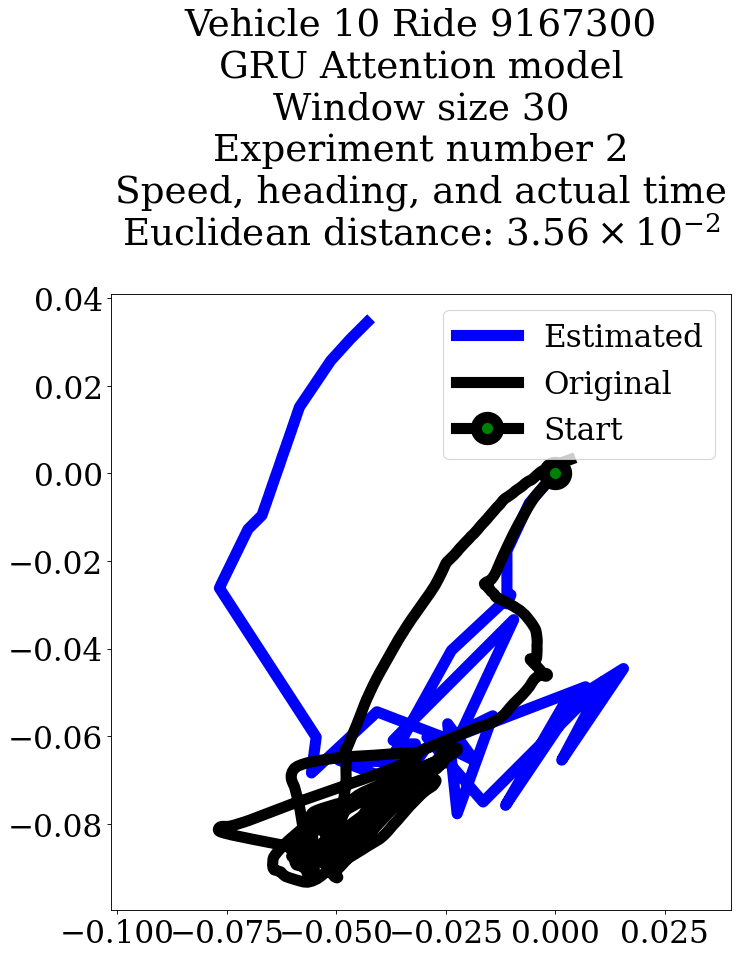 Vehicle 10 Ride 9167300
GRU Attention model
Window size 30
Experiment number 2
Speed, heading, and actual time
Euclidean distance: 3.56 × 10⁻²
0.04
0.02
0.00
−0.02
−0.04
−0.06
−0.08
Estimated
Original
Start
−0.100 −0.075 −0.050 −0.025 0.000 0.025